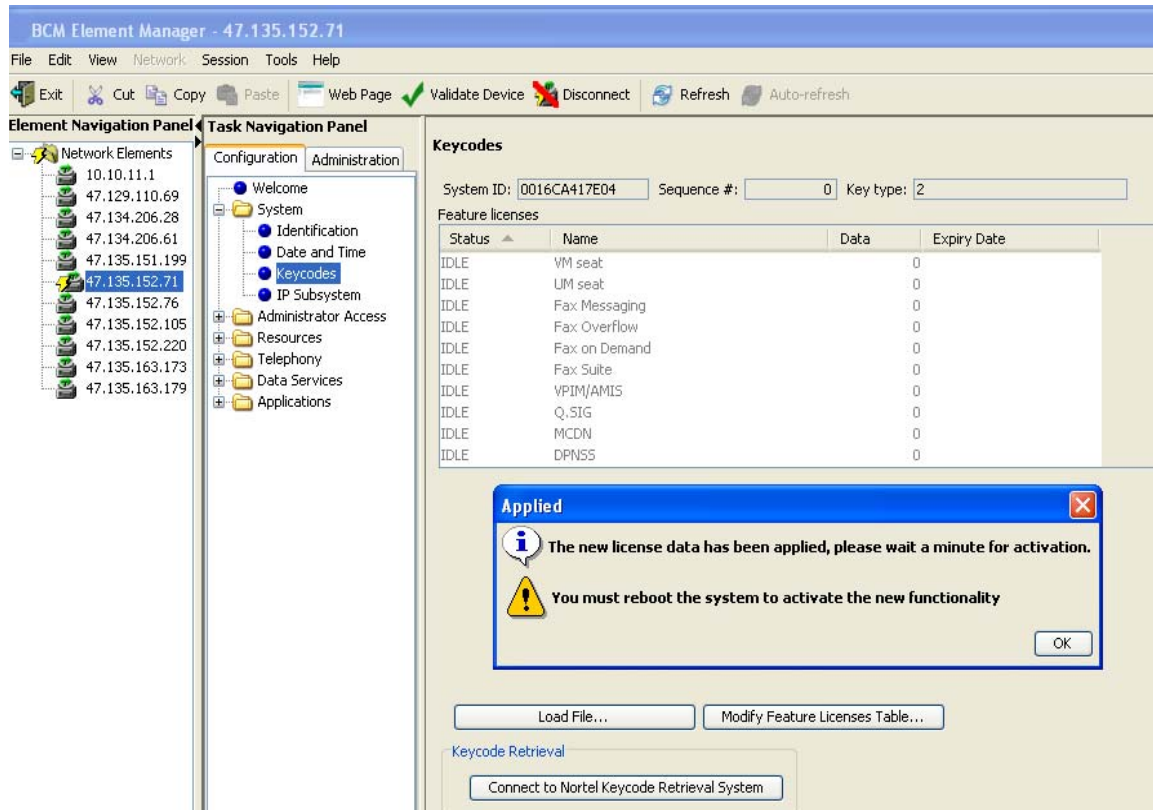 BCM Element Manager - 47.135.152.71
File Edit View Network Session Tools Help
Exit Cut Copy Paste Web Page Validate Device Disconnect Refresh Auto-refresh
Element Navigation Panel
Network Elements
10.10.11.1
47.129.110.69
47.134.206.28
47.134.206.61
47.135.151.199
47.135.152.71
47.135.152.76
47.135.152.105
47.135.152.220
47.135.163.173
47.135.163.179
Task Navigation Panel
Configuration Administration
Welcome
System
Identification
Date and Time
Keycodes
IP Subsystem
Administrator Access
Resources
Telephony
Data Services
Applications
Keycodes
System ID: 0016CA417E04 Sequence #: 0 Key type: 2
Feature licenses
Status Name Data Expiry Date
IDLE VM seat 0
IDLE UM seat 0
IDLE Fax Messaging 0
IDLE Fax Overflow 0
IDLE Fax on Demand 0
IDLE Fax Suite 0
IDLE VPIM/AMIS 0
IDLE Q.SIG 0
IDLE MCDN 0
IDLE DPNSS 0
Applied
The new license data has been applied, please wait a minute for activation.
You must reboot the system to activate the new functionality
OK
Load File... Modify Feature Licenses Table...
Keycode Retrieval
Connect to Nortel Keycode Retrieval System